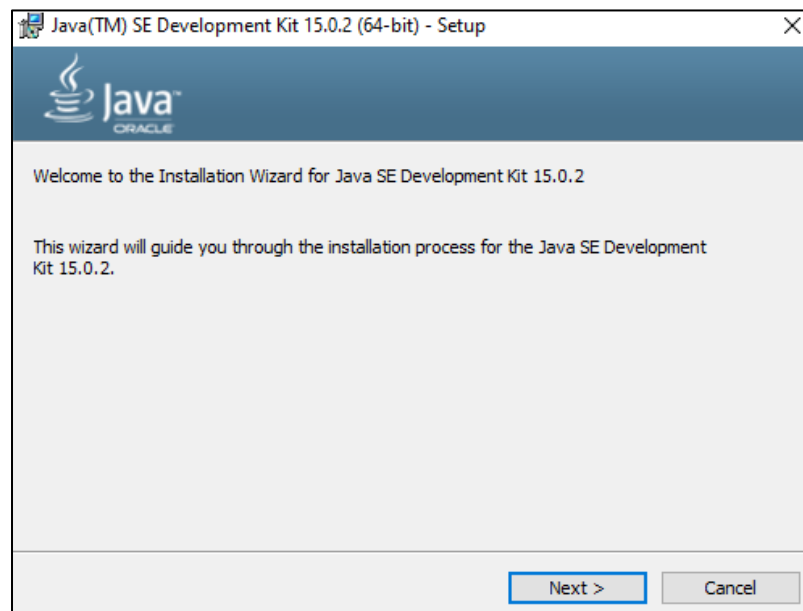 Java(TM) SE Development Kit 15.0.2 (64-bit) - Setup
Java™
ORACLE
Welcome to the Installation Wizard for Java SE Development Kit 15.0.2
This wizard will guide you through the installation process for the Java SE Development
Kit 15.0.2.
Next >
Cancel